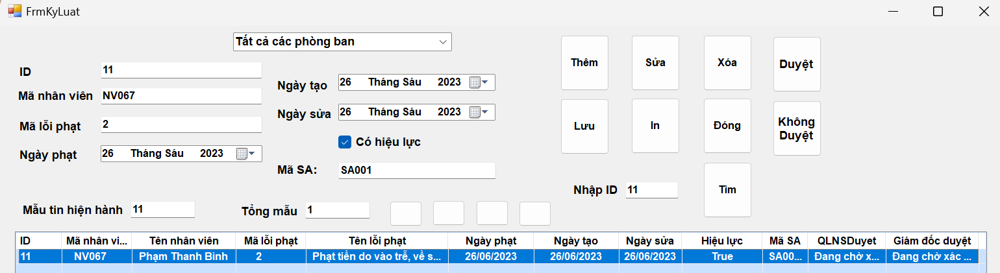 FrmKyLuat
Tất cả các phòng ban
ID 11
Mã nhân viên NV067
Mã lỗi phạt 2
Ngày phạt 26 Tháng Sáu 2023
Ngày tạo 26 Tháng Sáu 2023
Ngày sửa 26 Tháng Sáu 2023
Có hiệu lực
Mã SA: SA001
Thêm Sửa Xóa Duyệt
Lưu In Đóng Không
Duyệt
Nhập ID 11 Tìm
Mẫu tin hiện hành 11 Tổng mẫu 1
ID Mã nhân vi... Tên nhân viên Mã lỗi phạt Tên lỗi phạt Ngày phạt Ngày tạo Ngày sửa Hiệu lực Mã SA QLNSDuyet Giám đốc duyệt
11 NV067 Phạm Thanh Bình 2 Phạt tiền do vào trễ, về s... 26/06/2023 26/06/2023 26/06/2023 True SA00... Đang chờ x... Đang chờ xác ...